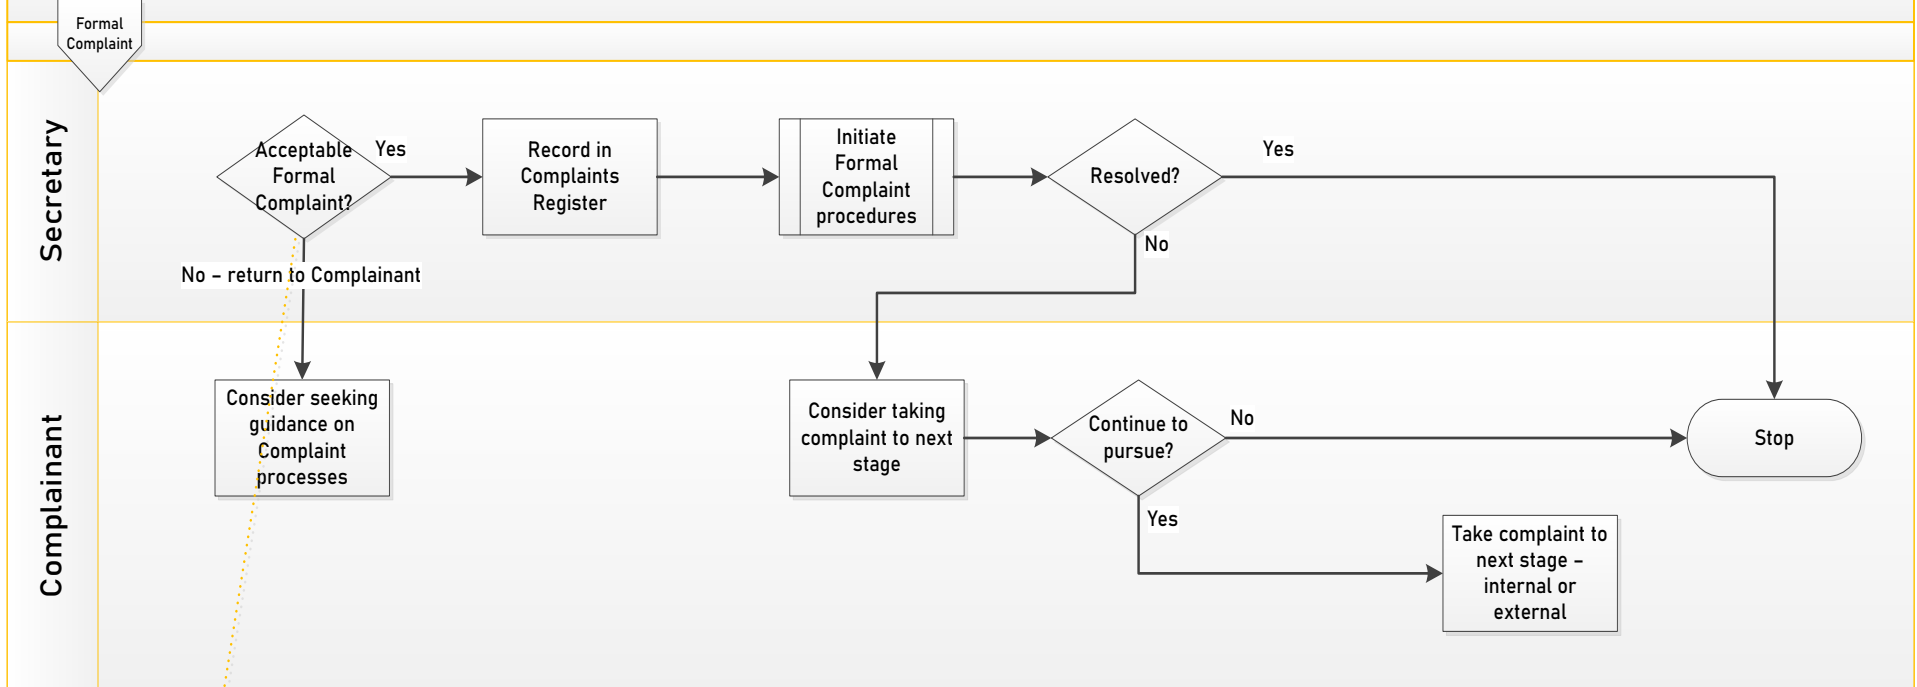 Formal
Complaint
Secretary
Acceptable
Formal
Complaint?
Yes
Record in
Complaints
Register
Initiate
Formal
Complaint
procedures
Resolved?
Yes
No
No – return to Complainant
Complainant
Consider seeking
guidance on
Complaint
processes
Consider taking
complaint to next
stage
Continue to
pursue?
No
Stop
Yes
Take complaint to
next stage –
internal or
external